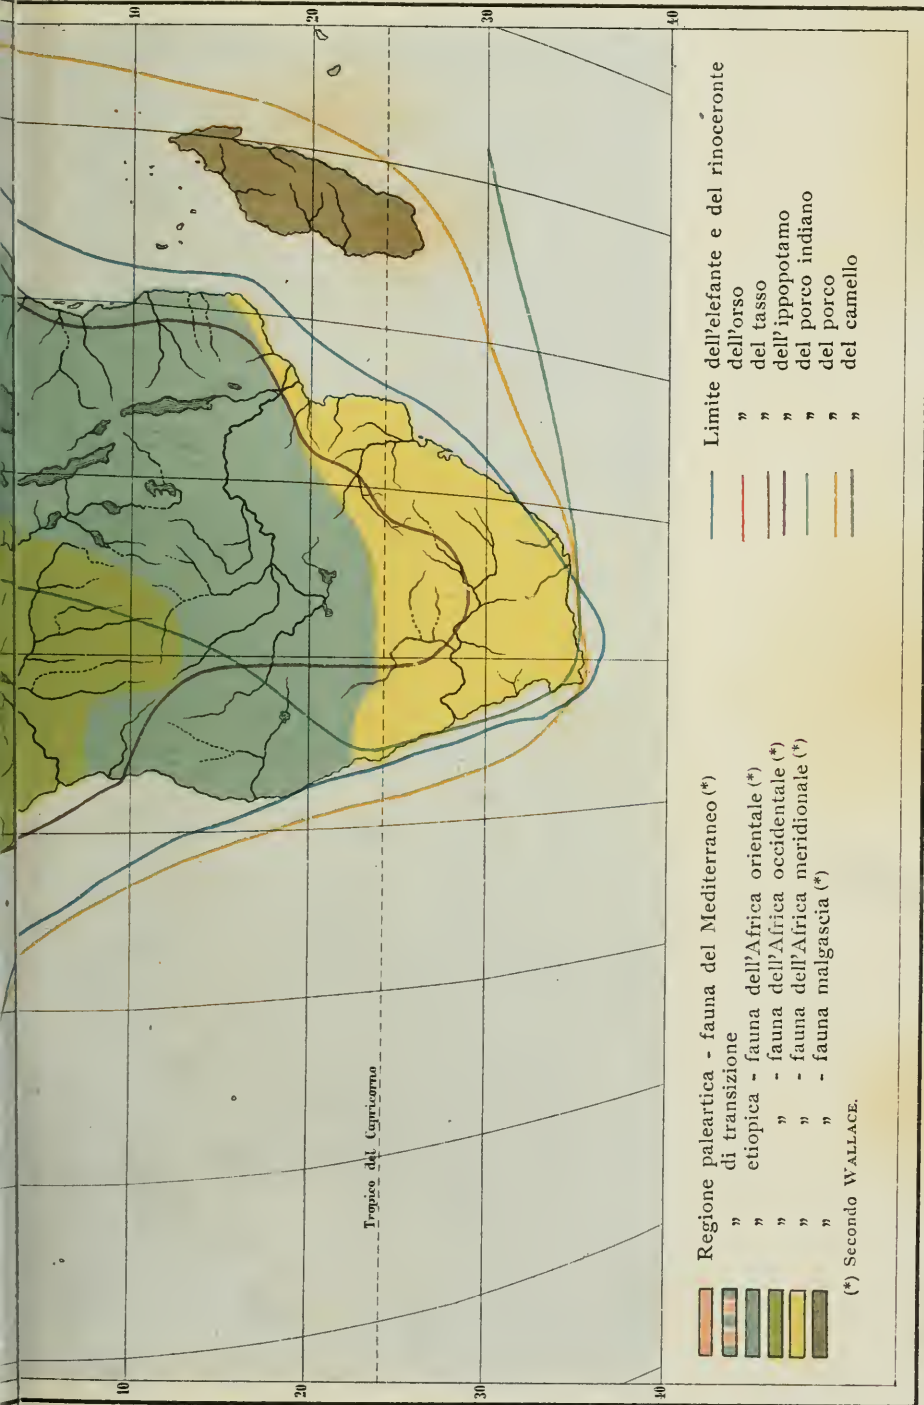 10
20
30
40
Tropico del Capricorno
10
20
30
40
Regione paleartica - fauna del Mediterraneo (*)
" di transizione
" etiopica - fauna dell'Africa orientale (*)
" " - fauna dell'Africa occidentale (*)
" " - fauna dell'Africa meridionale (*)
" " - fauna malgascia (*)
(*) Secondo WALLACE.
Limite dell'elefante e del rinoceronte
" dell'orso
" del tasso
" dell'ippopotamo
" del porco indiano
" del porco
" del camello